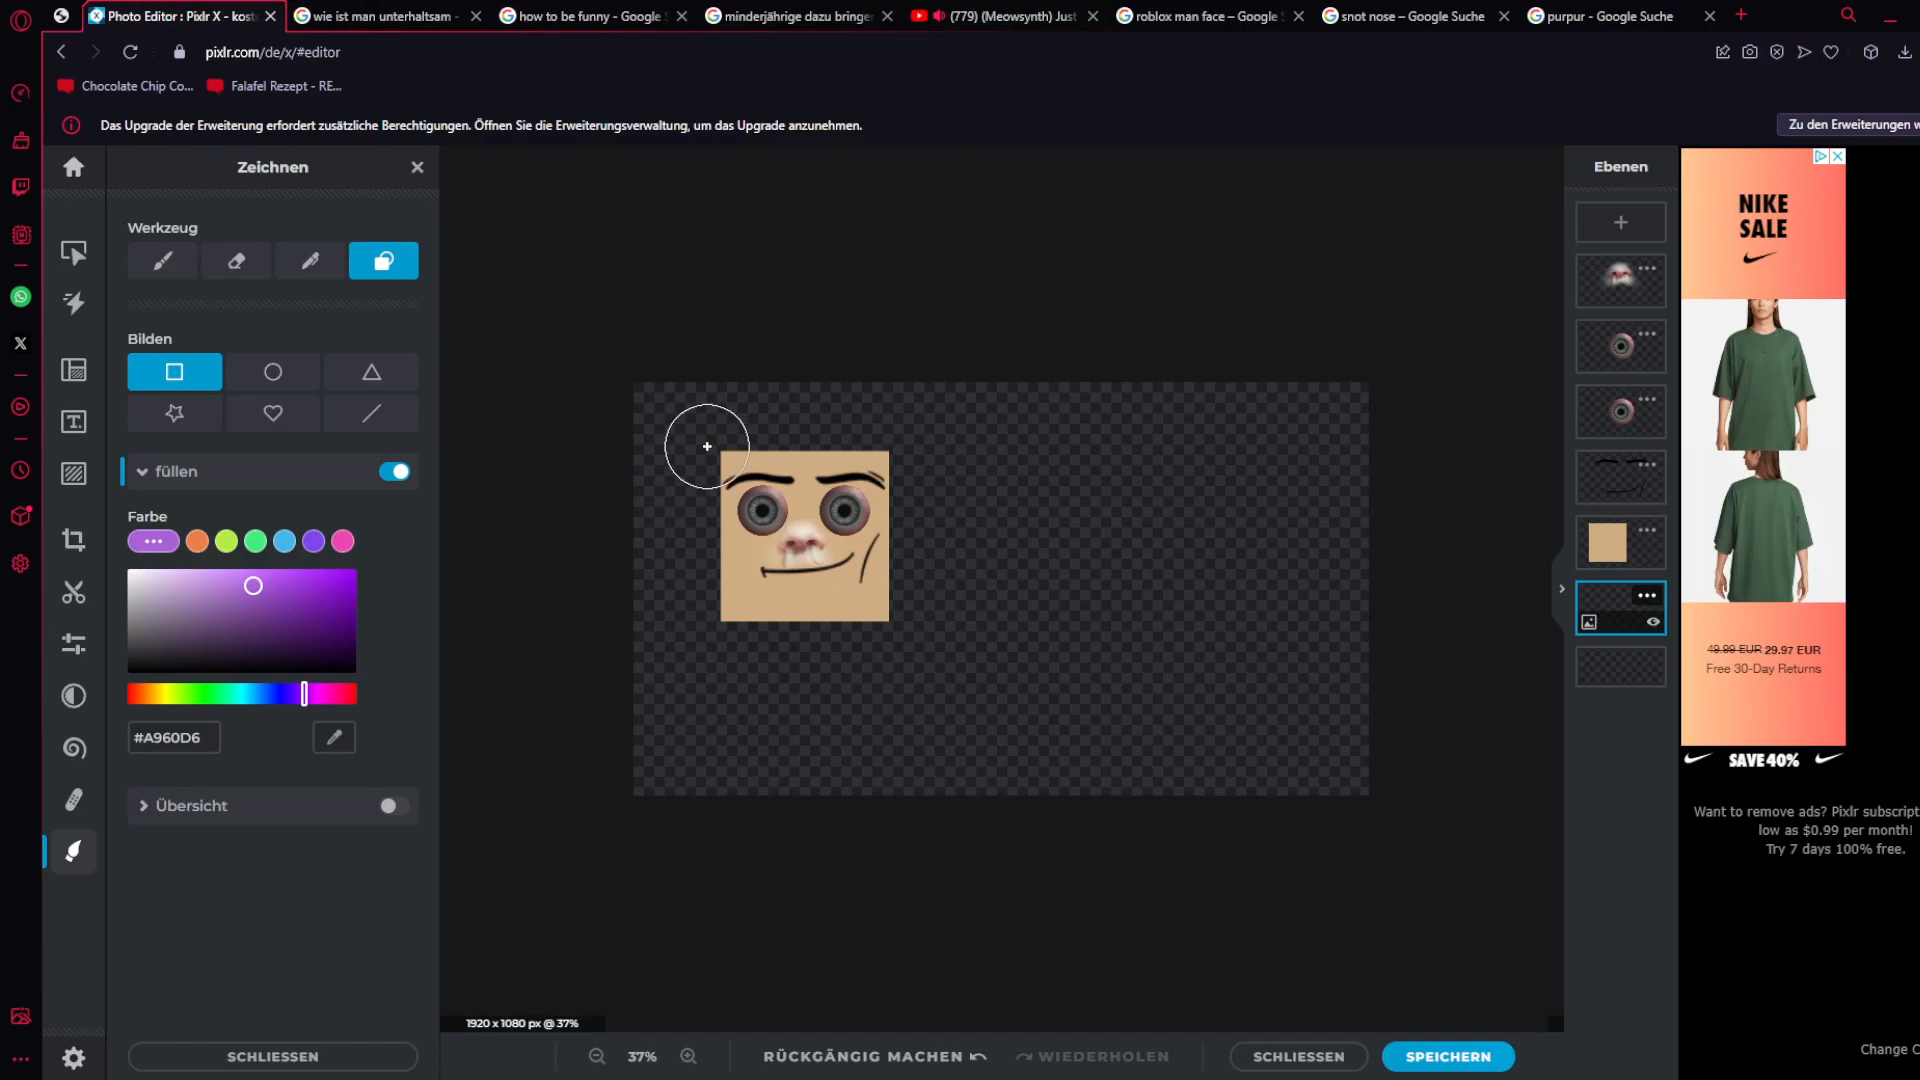 Photo Editor : Pixlr X - kost
wie ist man unterhaltsam -
how to be funny - Google
minderjährige dazu bringen
(779) (Meowsynth) Just
roblox man face – Google
snot nose – Google Suche
purpur - Google Suche
pixlr.com/de/x/#editor
Chocolate Chip Co...
Falafel Rezept - RE...
Das Upgrade der Erweiterung erfordert zusätzliche Berechtigungen. Öffnen Sie die Erweiterungsverwaltung, um das Upgrade anzunehmen.
Zu den Erweiterungen w
Zeichnen
Werkzeug
Bilden
füllen
Farbe
#A960D6
Übersicht
SCHLIESSEN
1920 x 1080 px @ 37%
37%
RÜCKGÄNGIG MACHEN
WIEDERHOLEN
SCHLIESSEN
SPEICHERN
Ebenen
NIKE
SALE
49.99 EUR 29.97 EUR
Free 30-Day Returns
SAVE 40%
Want to remove ads? Pixlr subscript
low as $0.99 per month!
Try 7 days 100% free.
Change C